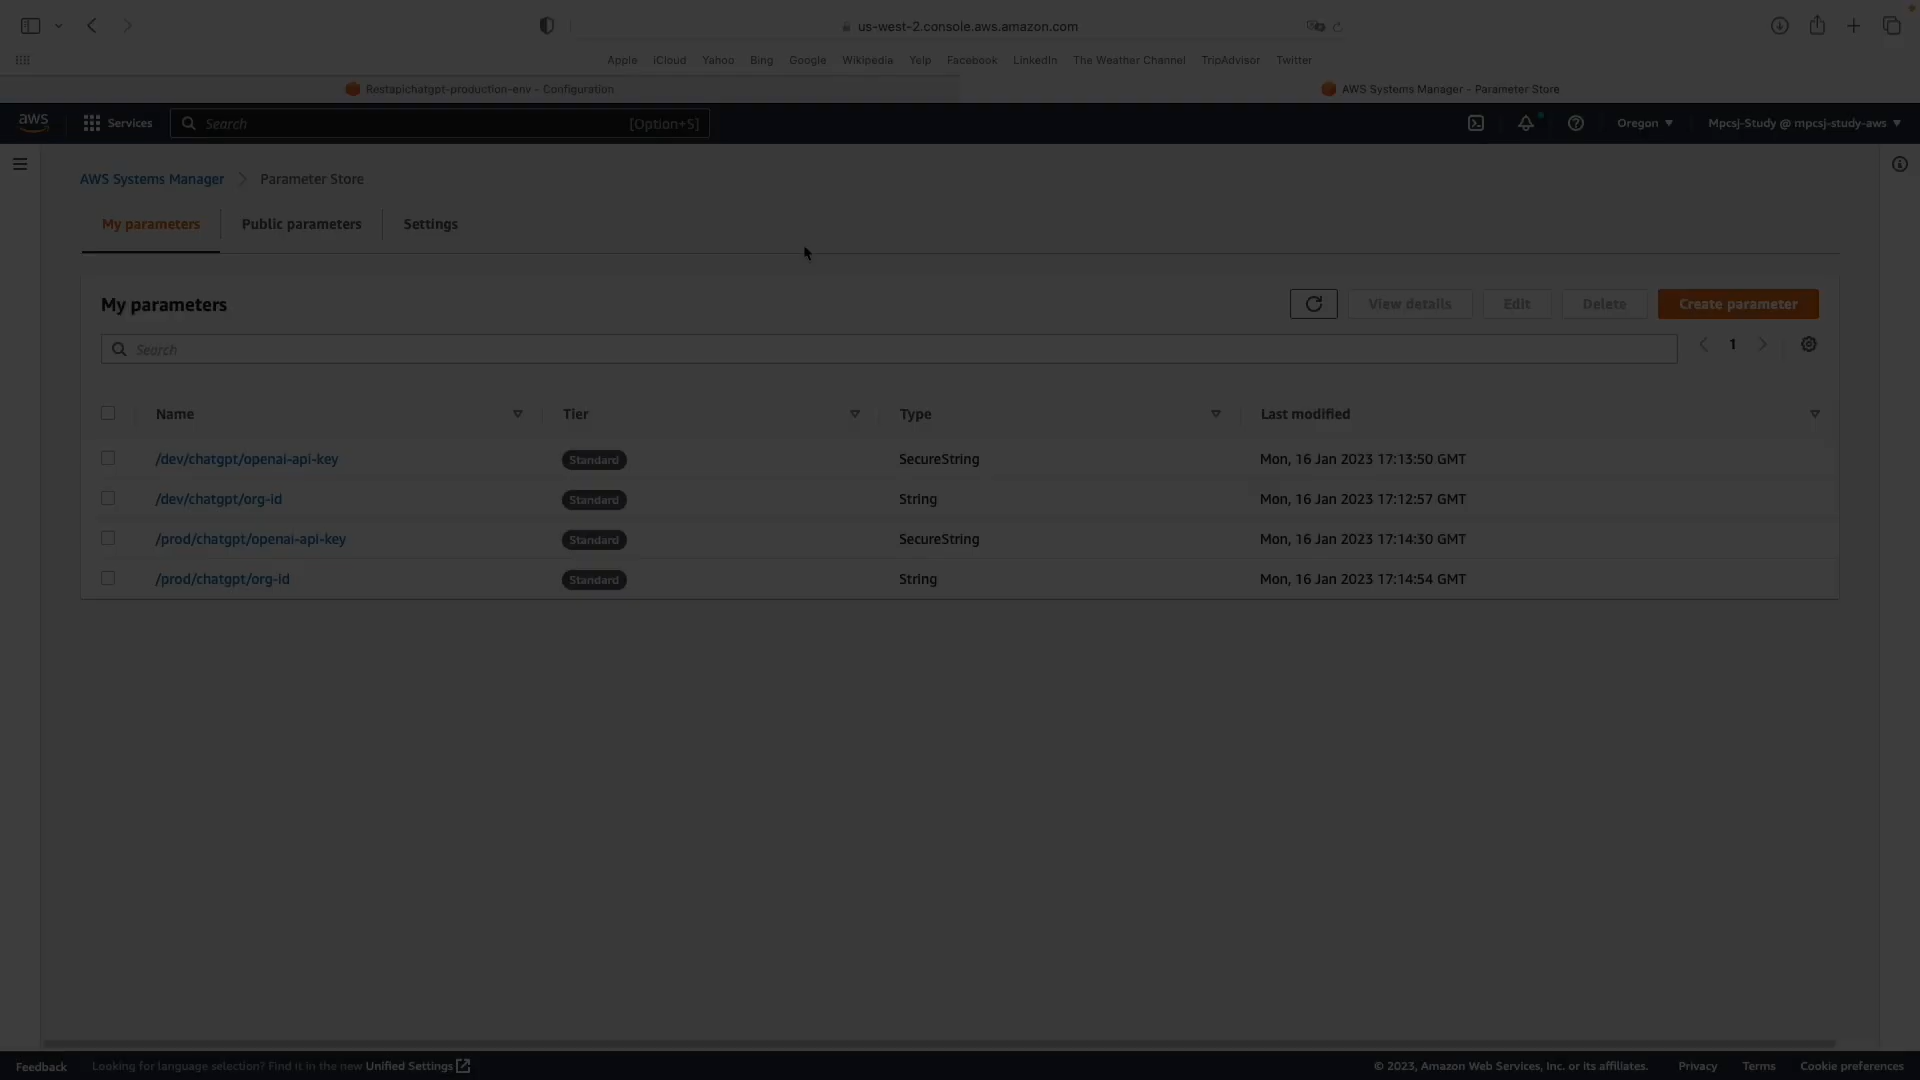 us-west-2.console.aws.amazon.com
Apple iCloud Yahoo Bing Google Wikipedia Yelp Facebook LinkedIn The Weather Channel TripAdvisor Twitter
Restapichatgpt-production-env - Configuration
AWS Systems Manager - Parameter Store
aws Services Search [Option+S] Oregon Mpcsj-Study @ mpcsj-study-aws
AWS Systems Manager Parameter Store
My parameters Public parameters Settings
My parameters View details Edit Delete Create parameter
Search 1
Name Tier Type Last modified
/dev/chatgpt/openai-api-key Standard SecureString Mon, 16 Jan 2023 17:13:50 GMT
/dev/chatgpt/org-id Standard String Mon, 16 Jan 2023 17:12:57 GMT
/prod/chatgpt/openai-api-key Standard SecureString Mon, 16 Jan 2023 17:14:30 GMT
/prod/chatgpt/org-id Standard String Mon, 16 Jan 2023 17:14:54 GMT
Feedback Looking for language selection? Find it in the new Unified Settings © 2023, Amazon Web Services, Inc. or its affiliates. Privacy Terms Cookie preferences